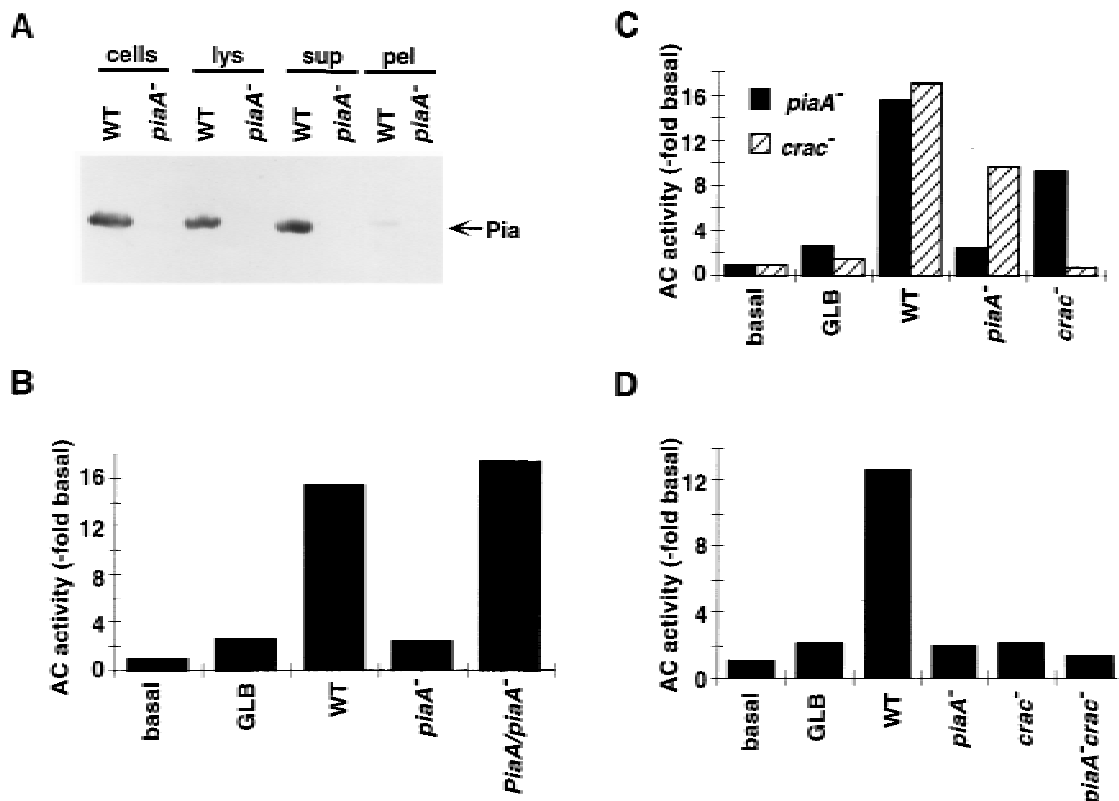 A
cells lys sup pel
WT piaA⁻ WT piaA⁻ WT piaA⁻ WT piaA⁻
Pia
B
AC activity (-fold basal)
16
12
8
4
0
basal GLB WT piaA⁻ PiaA/piaA⁻
C
AC activity (-fold basal)
16
12
8
4
0
piaA⁻
crac⁻
basal GLB WT piaA⁻ crac⁻
D
AC activity (-fold basal)
12
8
4
0
basal GLB WT piaA⁻ crac⁻ piaA⁻crac⁻